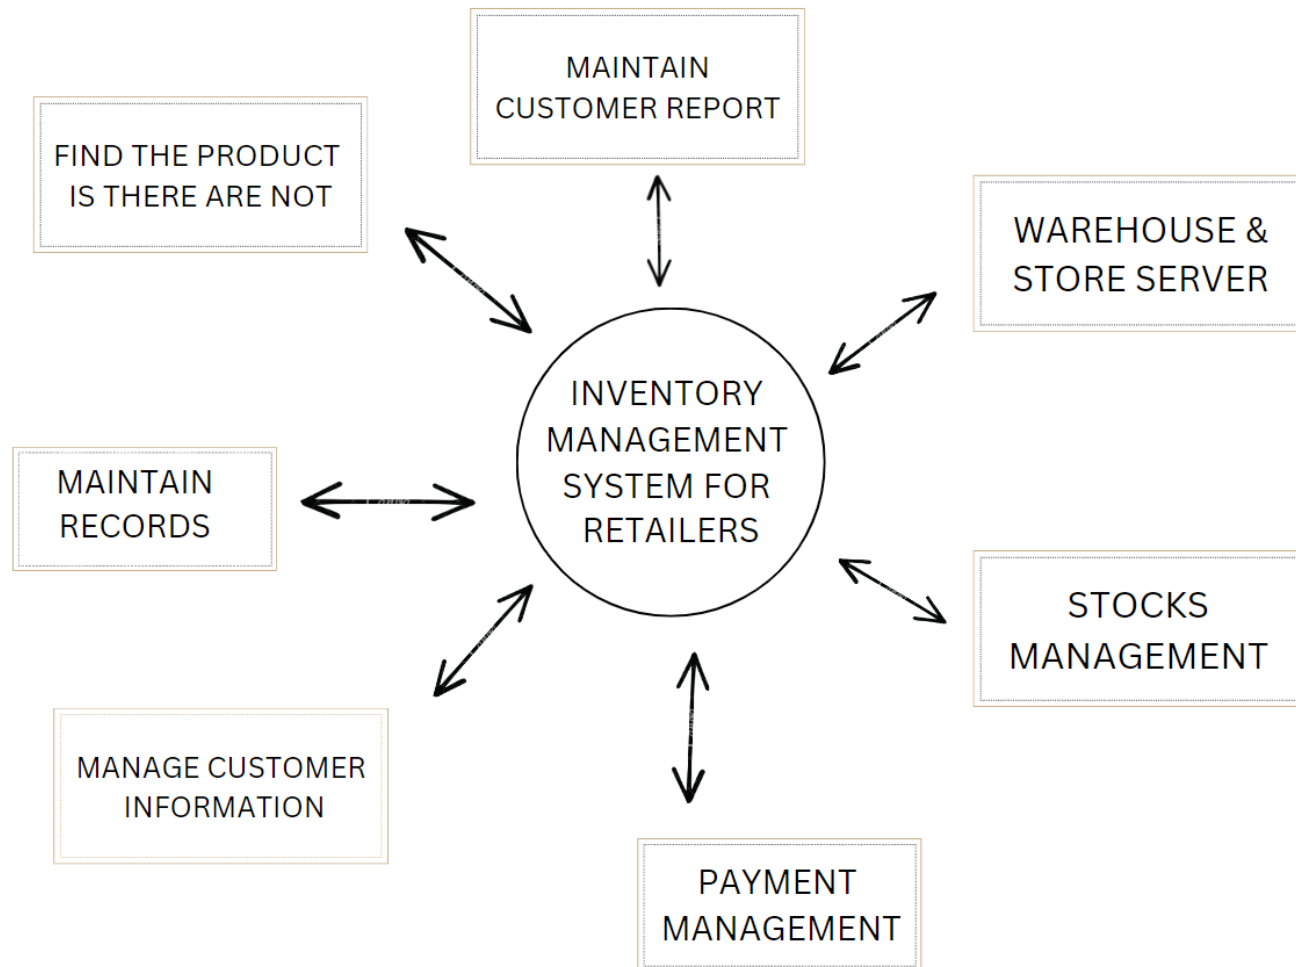 MAINTAIN
CUSTOMER REPORT
FIND THE PRODUCT
IS THERE ARE NOT
WAREHOUSE &
STORE SERVER
INVENTORY
MANAGEMENT
SYSTEM FOR
RETAILERS
MAINTAIN
RECORDS
STOCKS
MANAGEMENT
MANAGE CUSTOMER
INFORMATION
PAYMENT
MANAGEMENT